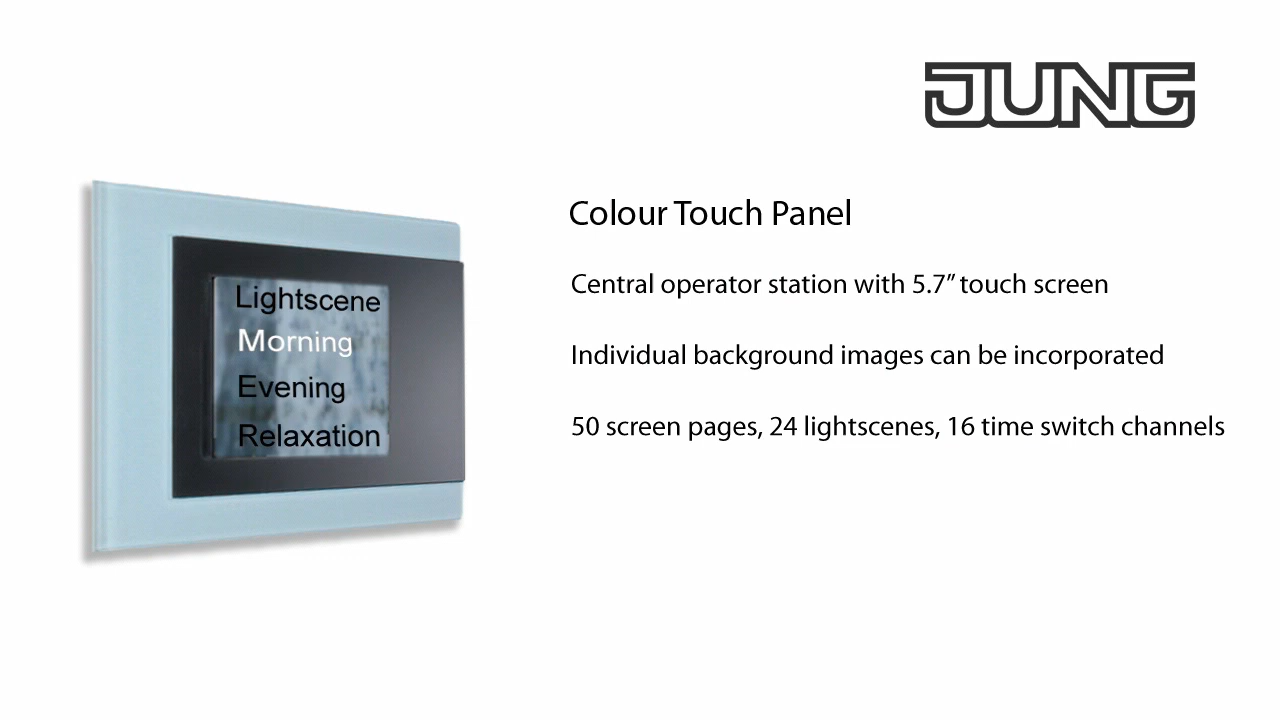 JUNG
Colour Touch Panel
Central operator station with 5.7” touch screen
Individual background images can be incorporated
50 screen pages, 24 lightscenes, 16 time switch channels
Lightscene
Morning
Evening
Relaxation